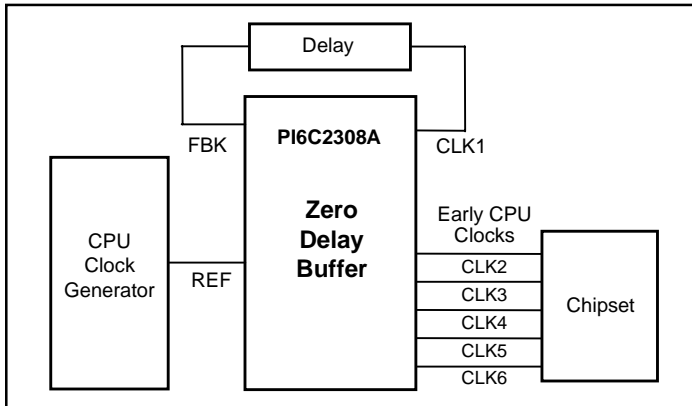 Delay
FBK
PI6C2308A
CLK1
Zero
Delay
Buffer
CPU
Clock
Generator
REF
Early CPU
Clocks
CLK2
CLK3
CLK4
CLK5
CLK6
Chipset